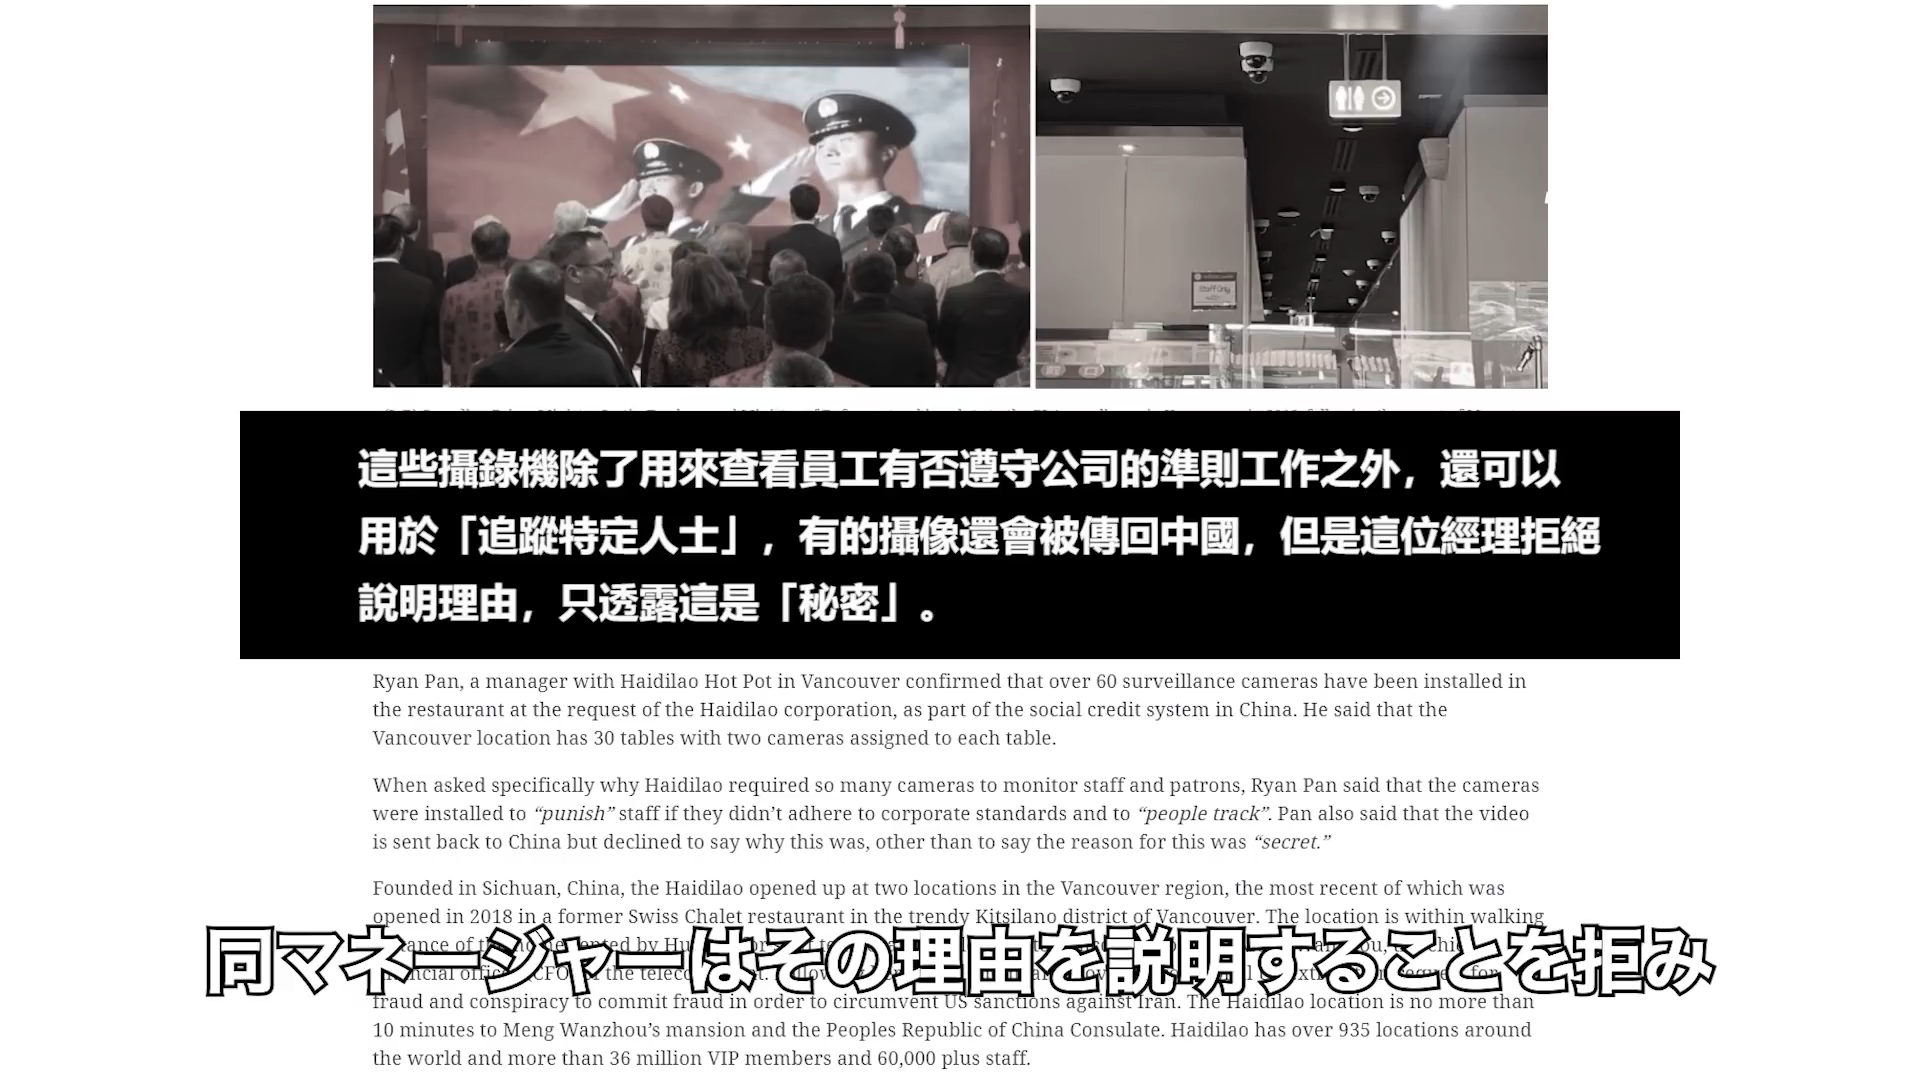 Staff Only
這些攝錄機除了用來查看員工有否遵守公司的準則工作之外，還可以
用於「追蹤特定人士」，有的攝像還會被傳回中國，但是這位經理拒絕
說明理由，只透露這是「秘密」。
Ryan Pan, a manager with Haidilao Hot Pot in Vancouver confirmed that over 60 surveillance cameras have been installed in
the restaurant at the request of the Haidilao corporation, as part of the social credit system in China. He said that the
Vancouver location has 30 tables with two cameras assigned to each table.
When asked specifically why Haidilao required so many cameras to monitor staff and patrons, Ryan Pan said that the cameras
were installed to “punish” staff if they didn’t adhere to corporate standards and to “people track”. Pan also said that the video
is sent back to China but declined to say why this was, other than to say the reason for this was “secret.”
Founded in Sichuan, China, the Haidilao opened up at two locations in the Vancouver region, the most recent of which was
opened in 2018 in a former Swiss Chalet restaurant in the trendy Kitsilano district of Vancouver. The location is within walking
同マネージャーはその理由を説明することを拒み
fraud and conspiracy to commit fraud in order to circumvent US sanctions against Iran. The Haidilao location is no more than
10 minutes to Meng Wanzhou’s mansion and the Peoples Republic of China Consulate. Haidilao has over 935 locations around
the world and more than 36 million VIP members and 60,000 plus staff.